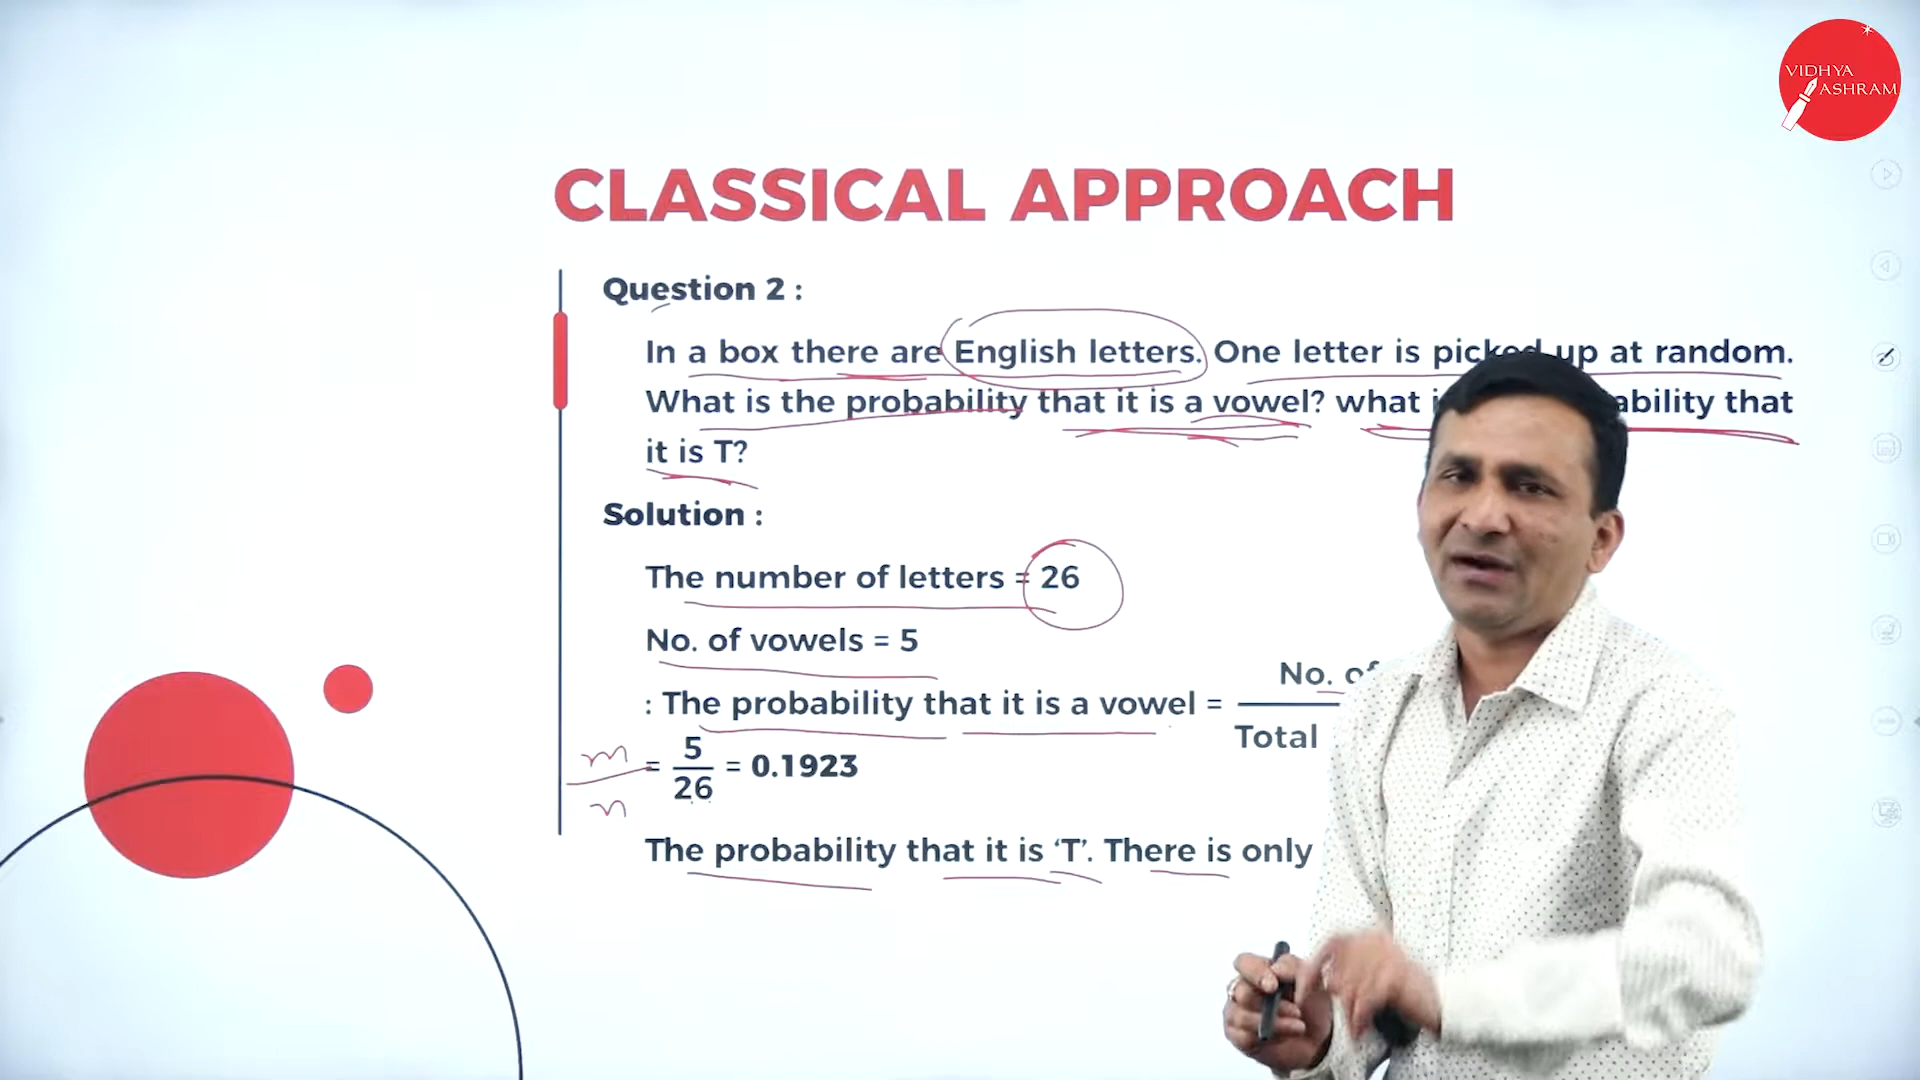 VIDHYA
ASHRAM
CLASSICAL APPROACH
Question 2 :
In a box there are English letters. One letter is picked up at random.
What is the probability that it is a vowel? what ability that
it is T?
Solution :
The number of letters = 26
No. of vowels = 5
No. of
: The probability that it is a vowel =
Total
m
n
= 5/26 = 0.1923
The probability that it is ‘T’. There is only